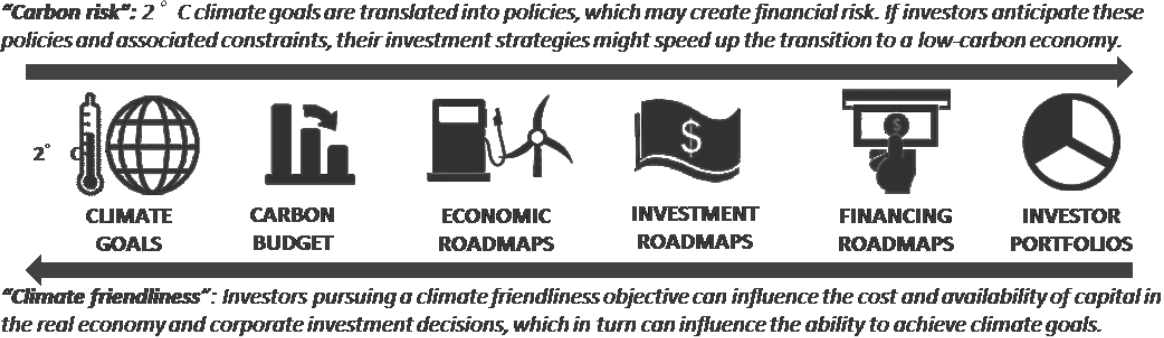 “Carbon risk”: 2° C climate goals are translated into policies, which may create financial risk. If investors anticipate these
policies and associated constraints, their investment strategies might speed up the transition to a low-carbon economy.
2° C
$
$
CLIMATE
GOALS
CARBON
BUDGET
ECONOMIC
ROADMAPS
INVESTMENT
ROADMAPS
FINANCING
ROADMAPS
INVESTOR
PORTFOLIOS
“Climate friendliness”: Investors pursuing a climate friendliness objective can influence the cost and availability of capital in
the real economy and corporate investment decisions, which in turn can influence the ability to achieve climate goals.